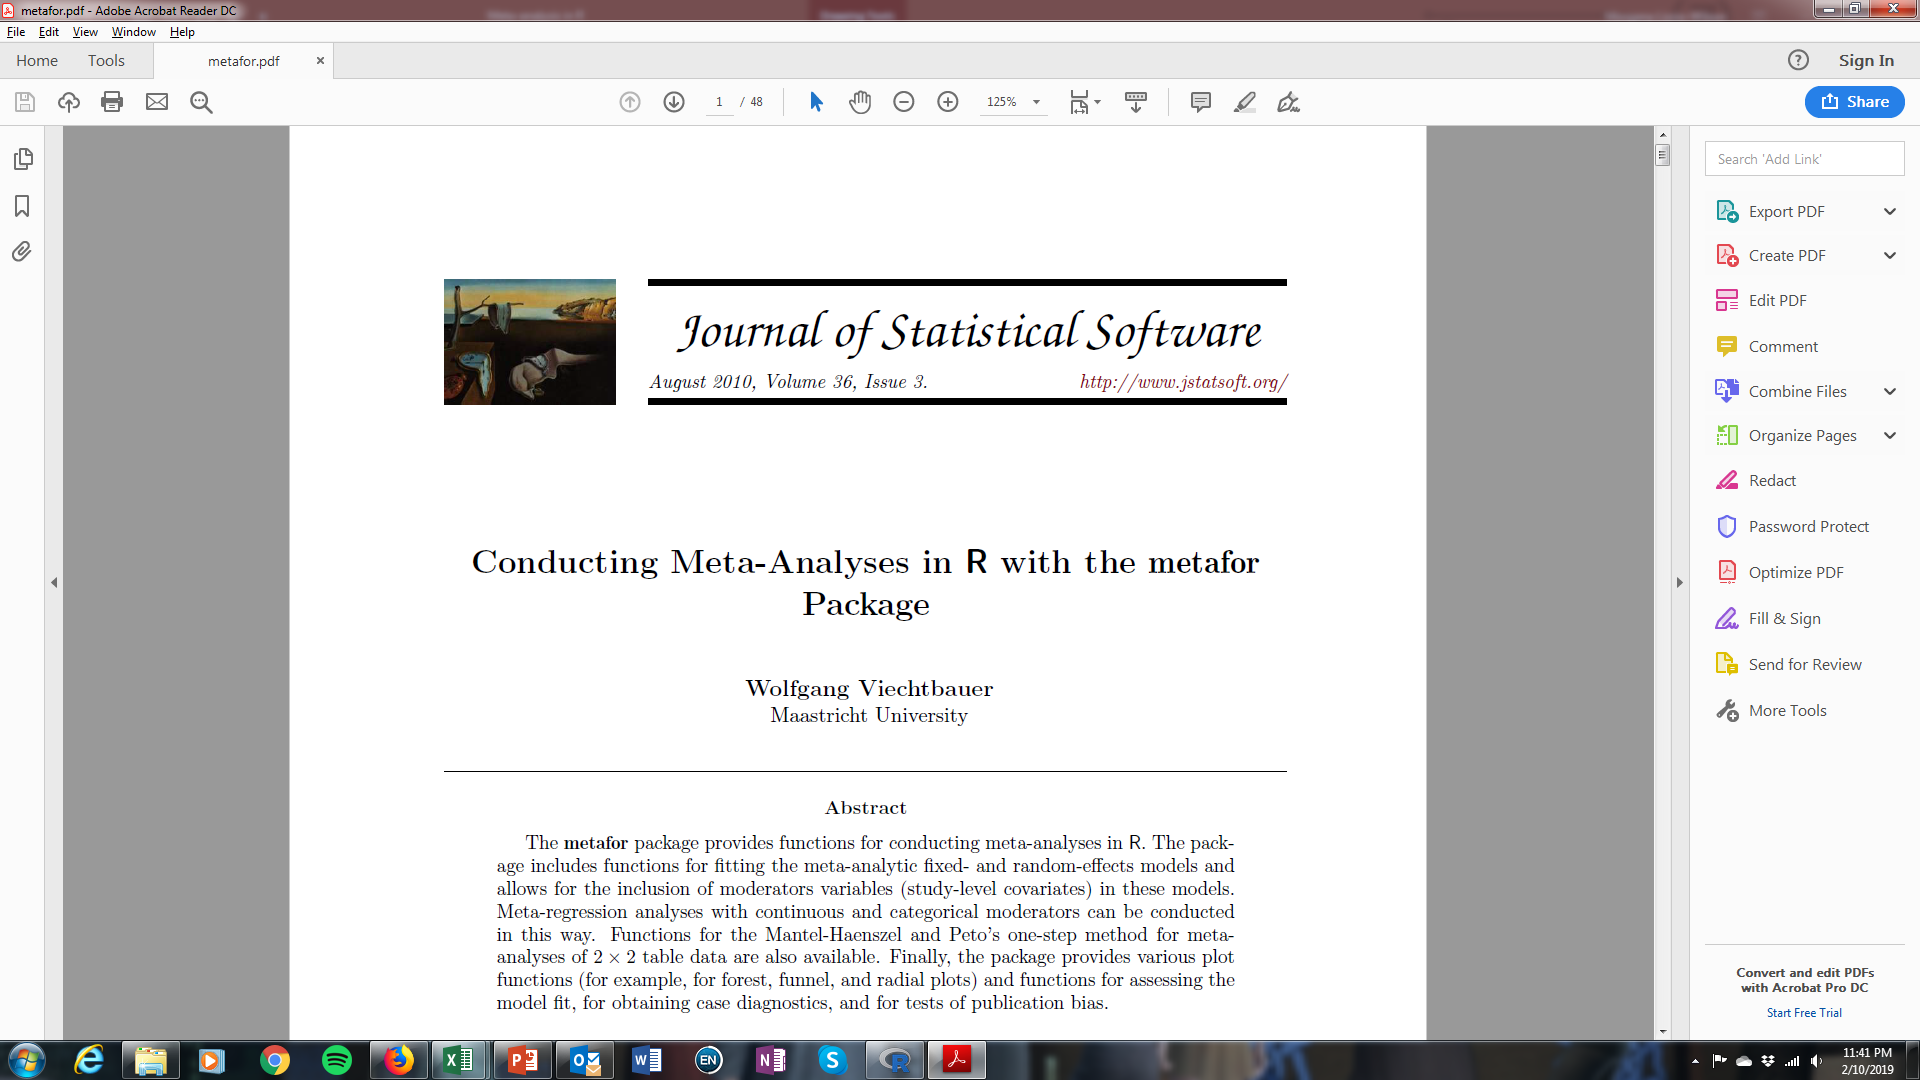 metafor.pdf - Adobe Acrobat Reader DC
File Edit View Window Help
Home Tools metafor.pdf
Sign In
1 / 48
125%
Share
Search 'Add Link'
Export PDF
Create PDF
Edit PDF
Comment
Combine Files
Organize Pages
Redact
Password Protect
Optimize PDF
Fill & Sign
Send for Review
More Tools
Convert and edit PDFs
with Acrobat Pro DC
Start Free Trial
Journal of Statistical Software
August 2010, Volume 36, Issue 3. http://www.jstatsoft.org/
Conducting Meta-Analyses in R with the metafor
Package
Wolfgang Viechtbauer
Maastricht University
Abstract
The metafor package provides functions for conducting meta-analyses in R. The pack-
age includes functions for fitting the meta-analytic fixed- and random-effects models and
allows for the inclusion of moderators variables (study-level covariates) in these models.
Meta-regression analyses with continuous and categorical moderators can be conducted
in this way. Functions for the Mantel-Haenszel and Peto's one-step method for meta-
analyses of 2 × 2 table data are also available. Finally, the package provides various plot
functions (for example, for forest, funnel, and radial plots) and functions for assessing the
model fit, for obtaining case diagnostics, and for tests of publication bias.
EN
11:41 PM
2/10/2019